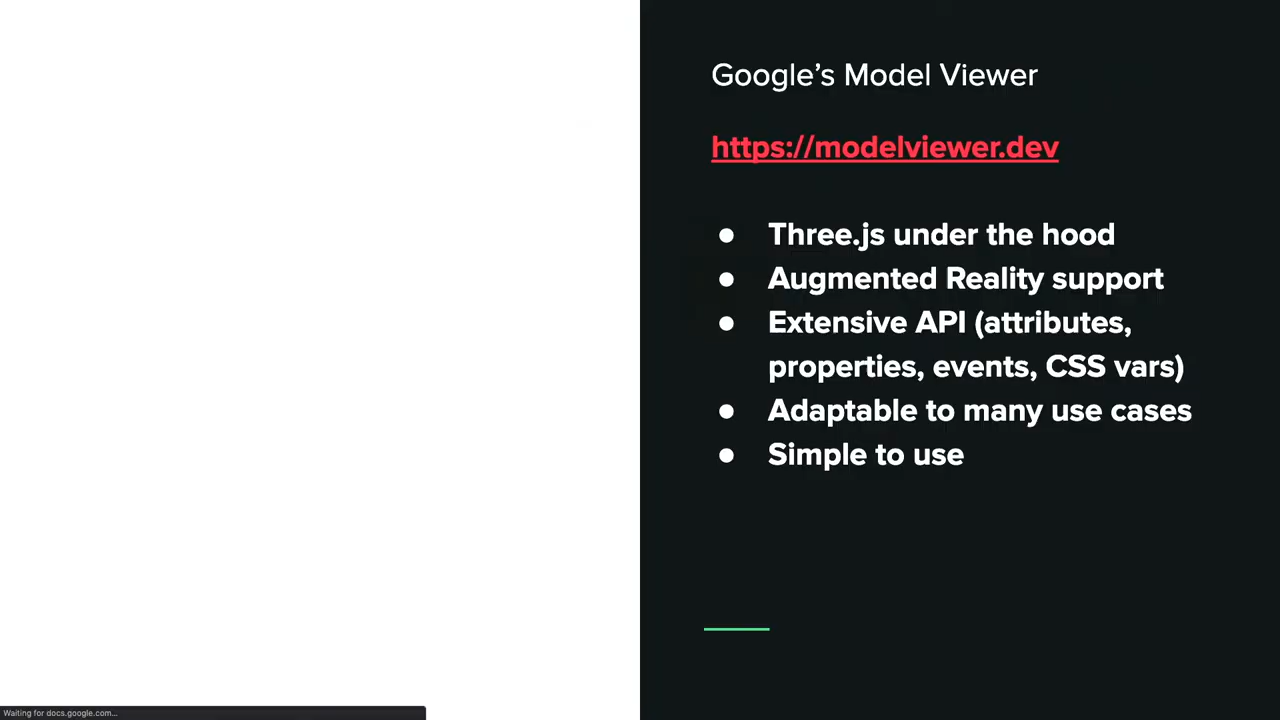 Google’s Model Viewer
https://modelviewer.dev
● Three.js under the hood
● Augmented Reality support
● Extensive API (attributes,
properties, events, CSS vars)
● Adaptable to many use cases
● Simple to use
Waiting for docs.google.com...